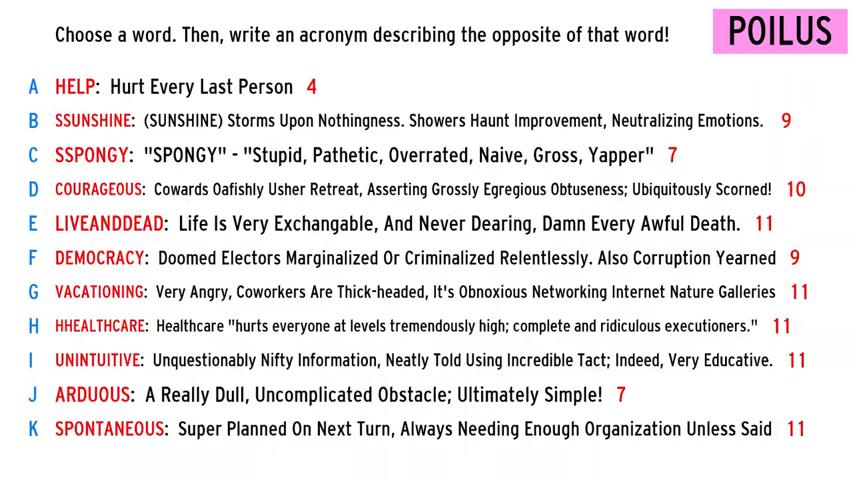 Choose a word. Then, write an acronym describing the opposite of that word!
POILUS
A HELP: Hurt Every Last Person 4
B SSUNSHINE: (SUNSHINE) Storms Upon Nothingness. Showers Haunt Improvement, Neutralizing Emotions. 9
C SSPONGY: "SPONGY" - "Stupid, Pathetic, Overrated, Naive, Gross, Yapper" 7
D COURAGEOUS: Cowards Oafishly Usher Retreat, Asserting Grossly Egregious Obtuseness; Ubiquitously Scorned! 10
E LIVEANDDEAD: Life Is Very Exchangable, And Never Dearing, Damn Every Awful Death. 11
F DEMOCRACY: Doomed Electors Marginalized Or Criminalized Relentlessly. Also Corruption Yearned 9
G VACATIONING: Very Angry, Coworkers Are Thick-headed, It's Obnoxious Networking Internet Nature Galleries 11
H HHEALTHCARE: Healthcare "hurts everyone at levels tremendously high; complete and ridiculous executioners." 11
I UNINTUITIVE: Unquestionably Nifty Information, Neatly Told Using Incredible Tact; Indeed, Very Educative. 11
J ARDUOUS: A Really Dull, Uncomplicated Obstacle; Ultimately Simple! 7
K SPONTANEOUS: Super Planned On Next Turn, Always Needing Enough Organization Unless Said 11